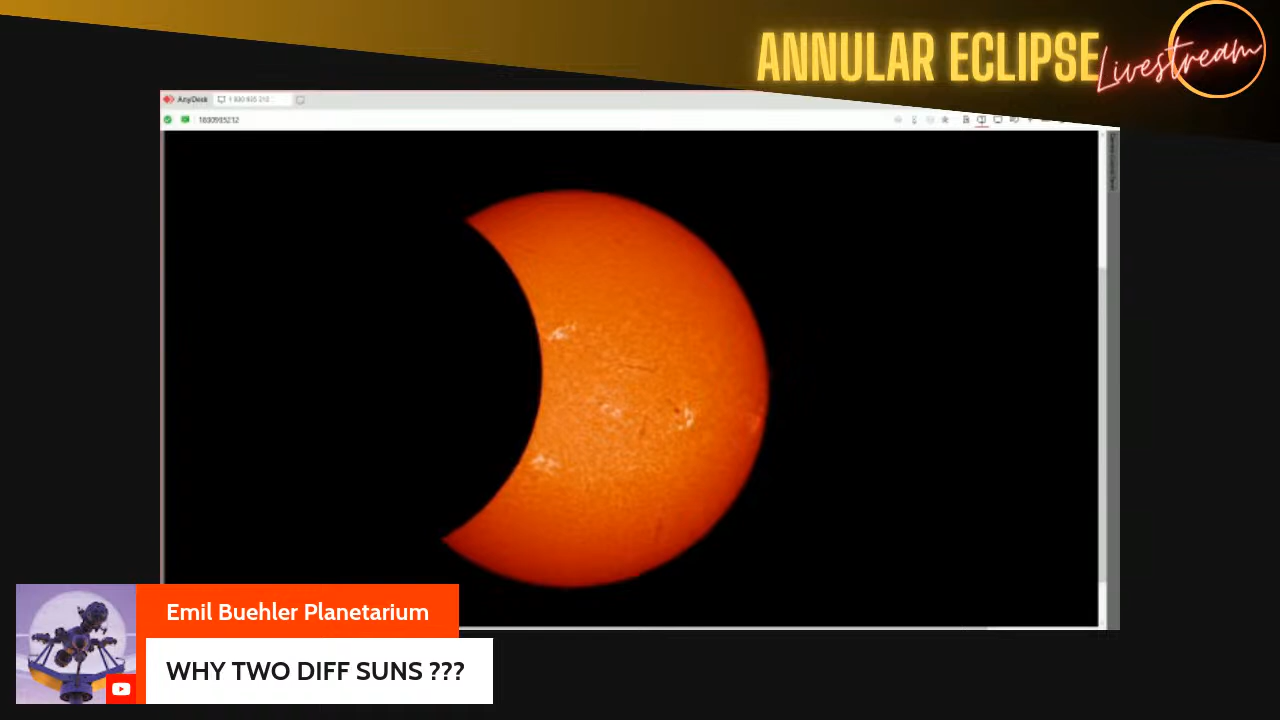 ANNULAR ECLIPSE
Livestream
AnyDesk
Emil Buehler Planetarium
WHY TWO DIFF SUNS ???